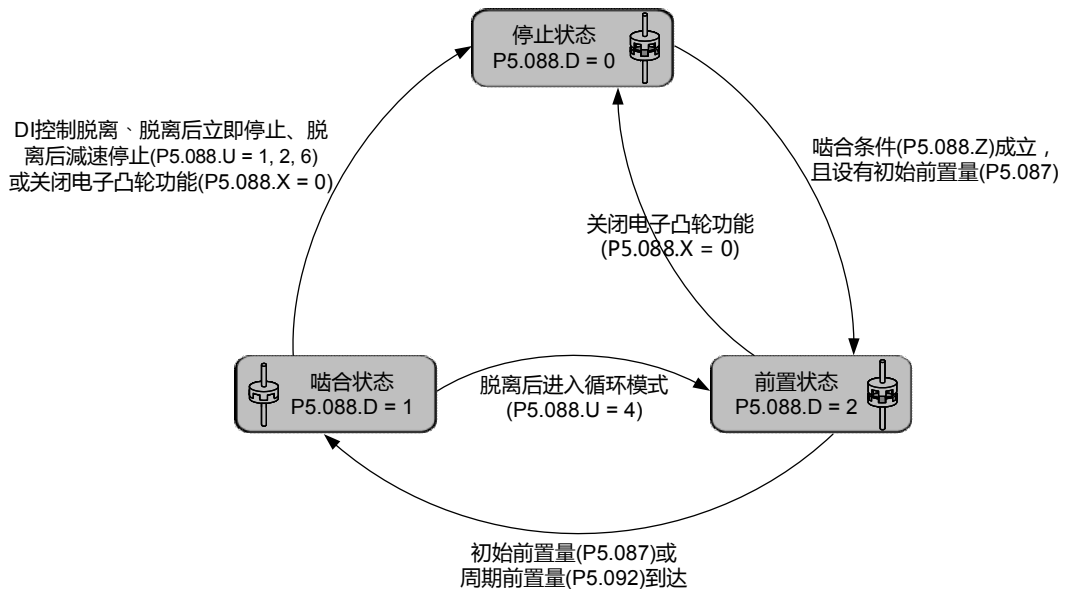 停止状态
P5.088.D = 0
DI控制脱离、脱离后立即停止、脱
离后減速停止(P5.088.U = 1, 2, 6)
或关闭电子凸轮功能(P5.088.X = 0)
啮合条件(P5.088.Z)成立，
且设有初始前置量(P5.087)
关闭电子凸轮功能
(P5.088.X = 0)
啮合状态
P5.088.D = 1
脱离后进入循环模式
(P5.088.U = 4)
前置状态
P5.088.D = 2
初始前置量(P5.087)或
周期前置量(P5.092)到达